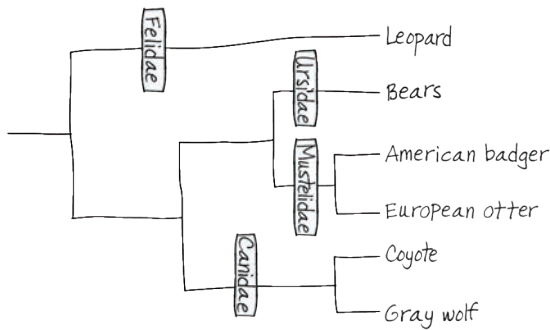 Felidae
Leopard
Ursidae
Bears
Mustelidae
American badger
European otter
Canidae
Coyote
Gray wolf